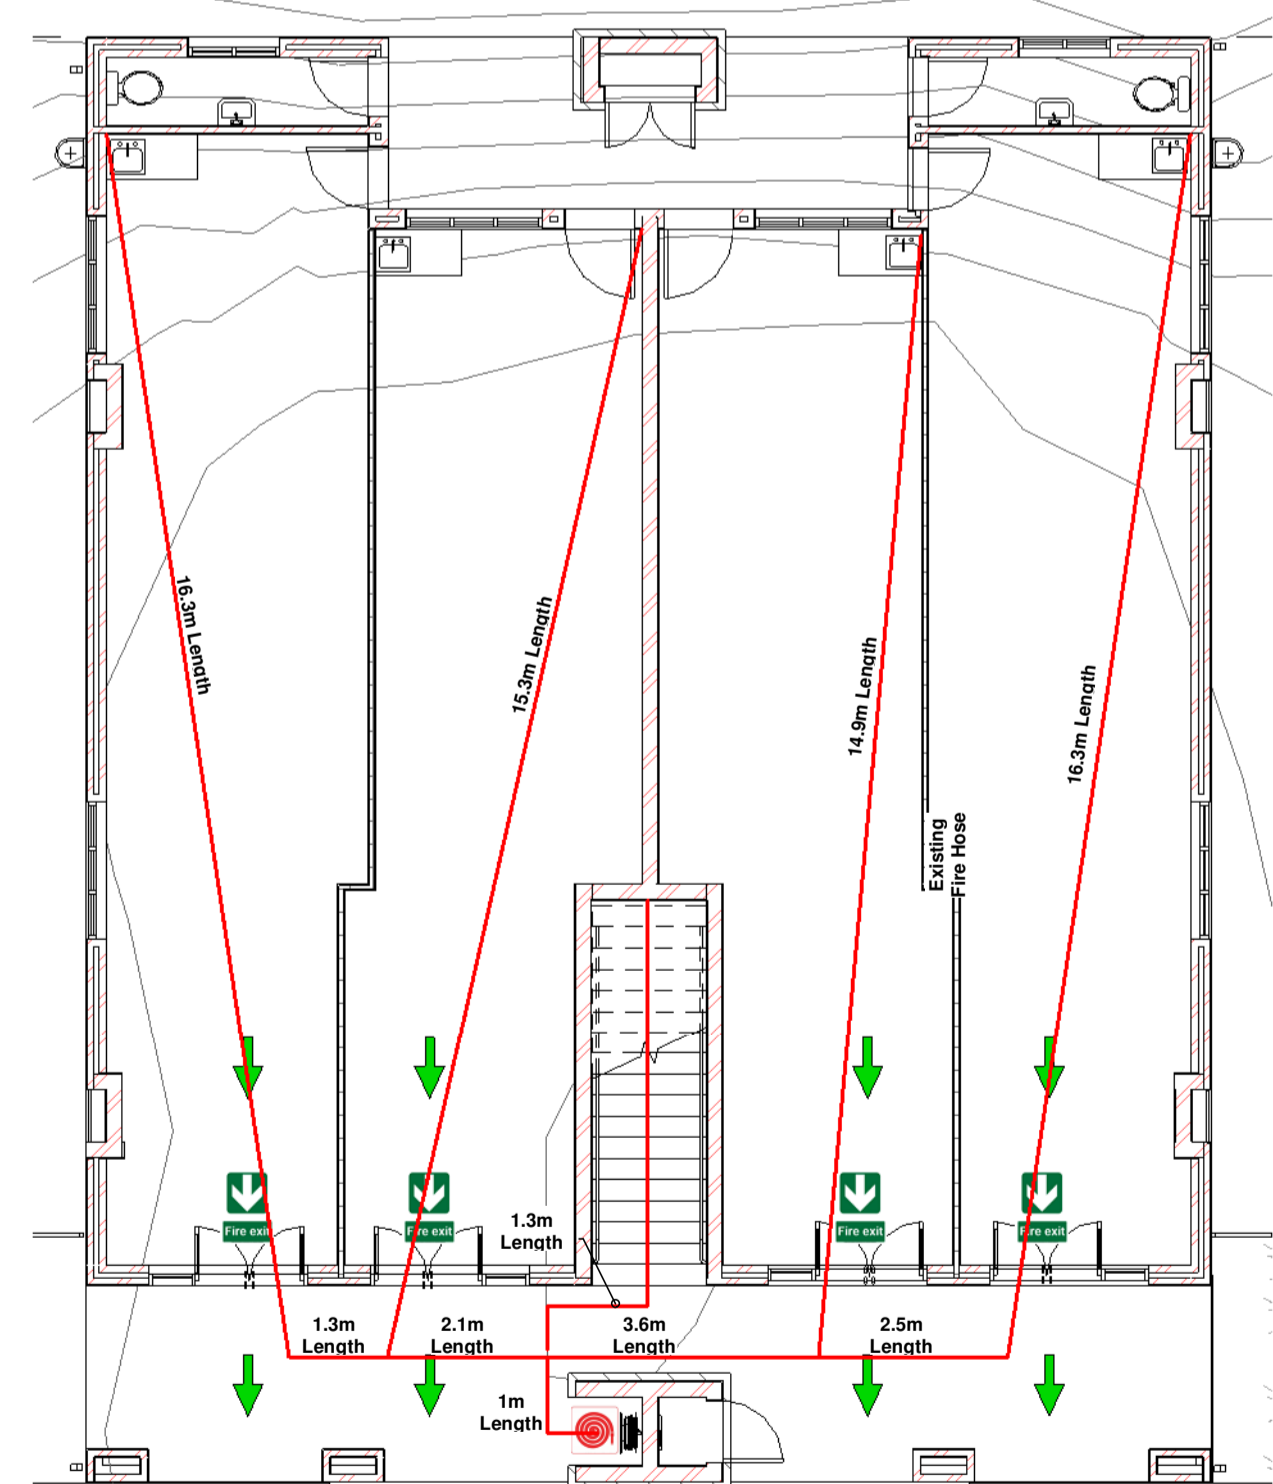 16.3m Length
15.3m Length
14.9m Length
16.3m Length
Existing
Fire Hose
Fire exit
Fire exit
Fire exit
Fire exit
1.3m
Length
1.3m
Length
2.1m
Length
3.6m
Length
2.5m
Length
1m
Length